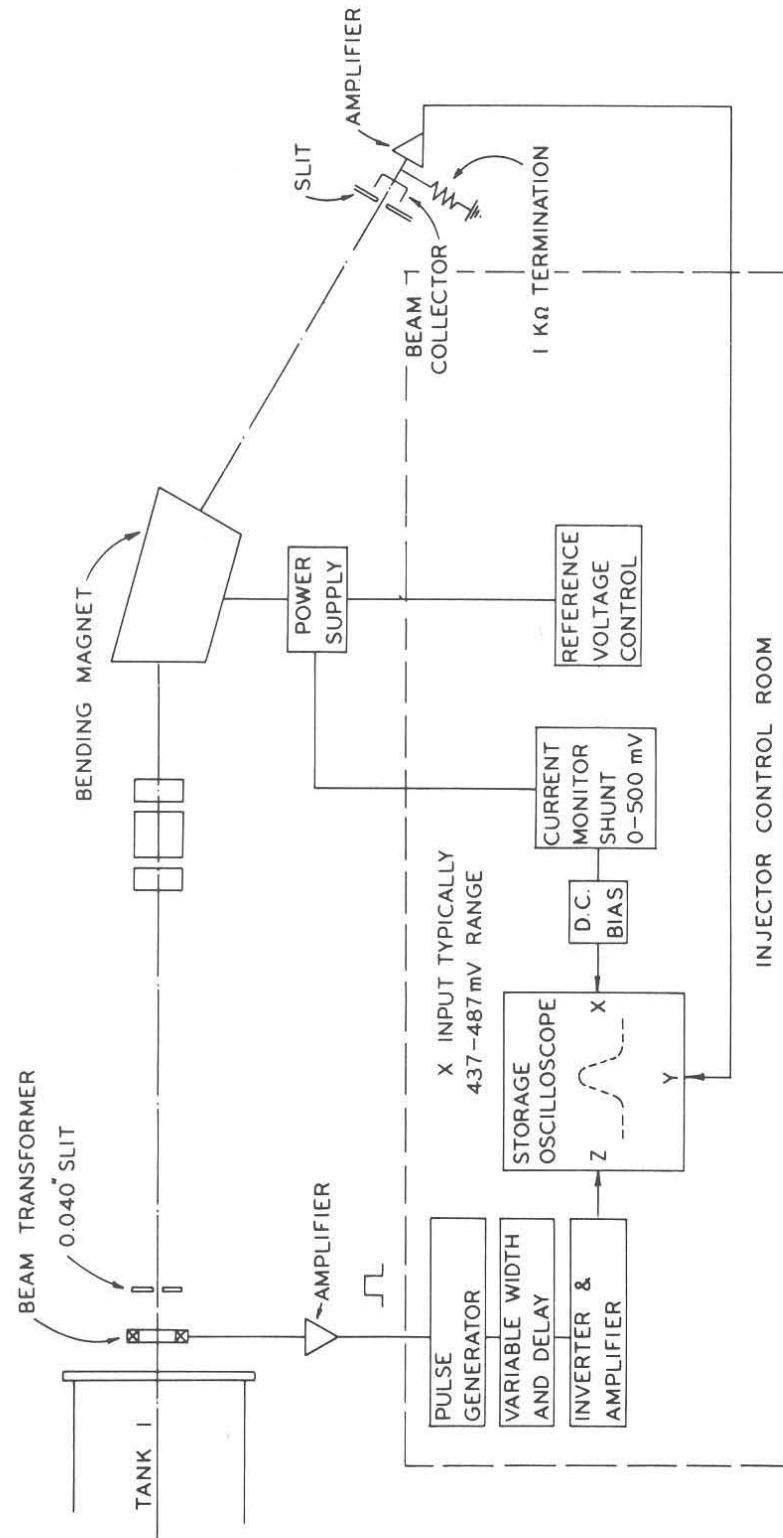 TANK I
BEAM TRANSFORMER
0.040" SLIT
BENDING MAGNET
SLIT
AMPLIFIER
BEAM
COLLECTOR
1 KΩ TERMINATION
AMPLIFIER
POWER
SUPPLY
X INPUT TYPICALLY
437-487mV RANGE
PULSE
GENERATOR
VARIABLE WIDTH
AND DELAY
INVERTER &
AMPLIFIER
STORAGE
OSCILLOSCOPE
Z
X
Y
D.C.
BIAS
CURRENT
MONITOR
SHUNT
0-500 mV
REFERENCE
VOLTAGE
CONTROL
INJECTOR CONTROL ROOM